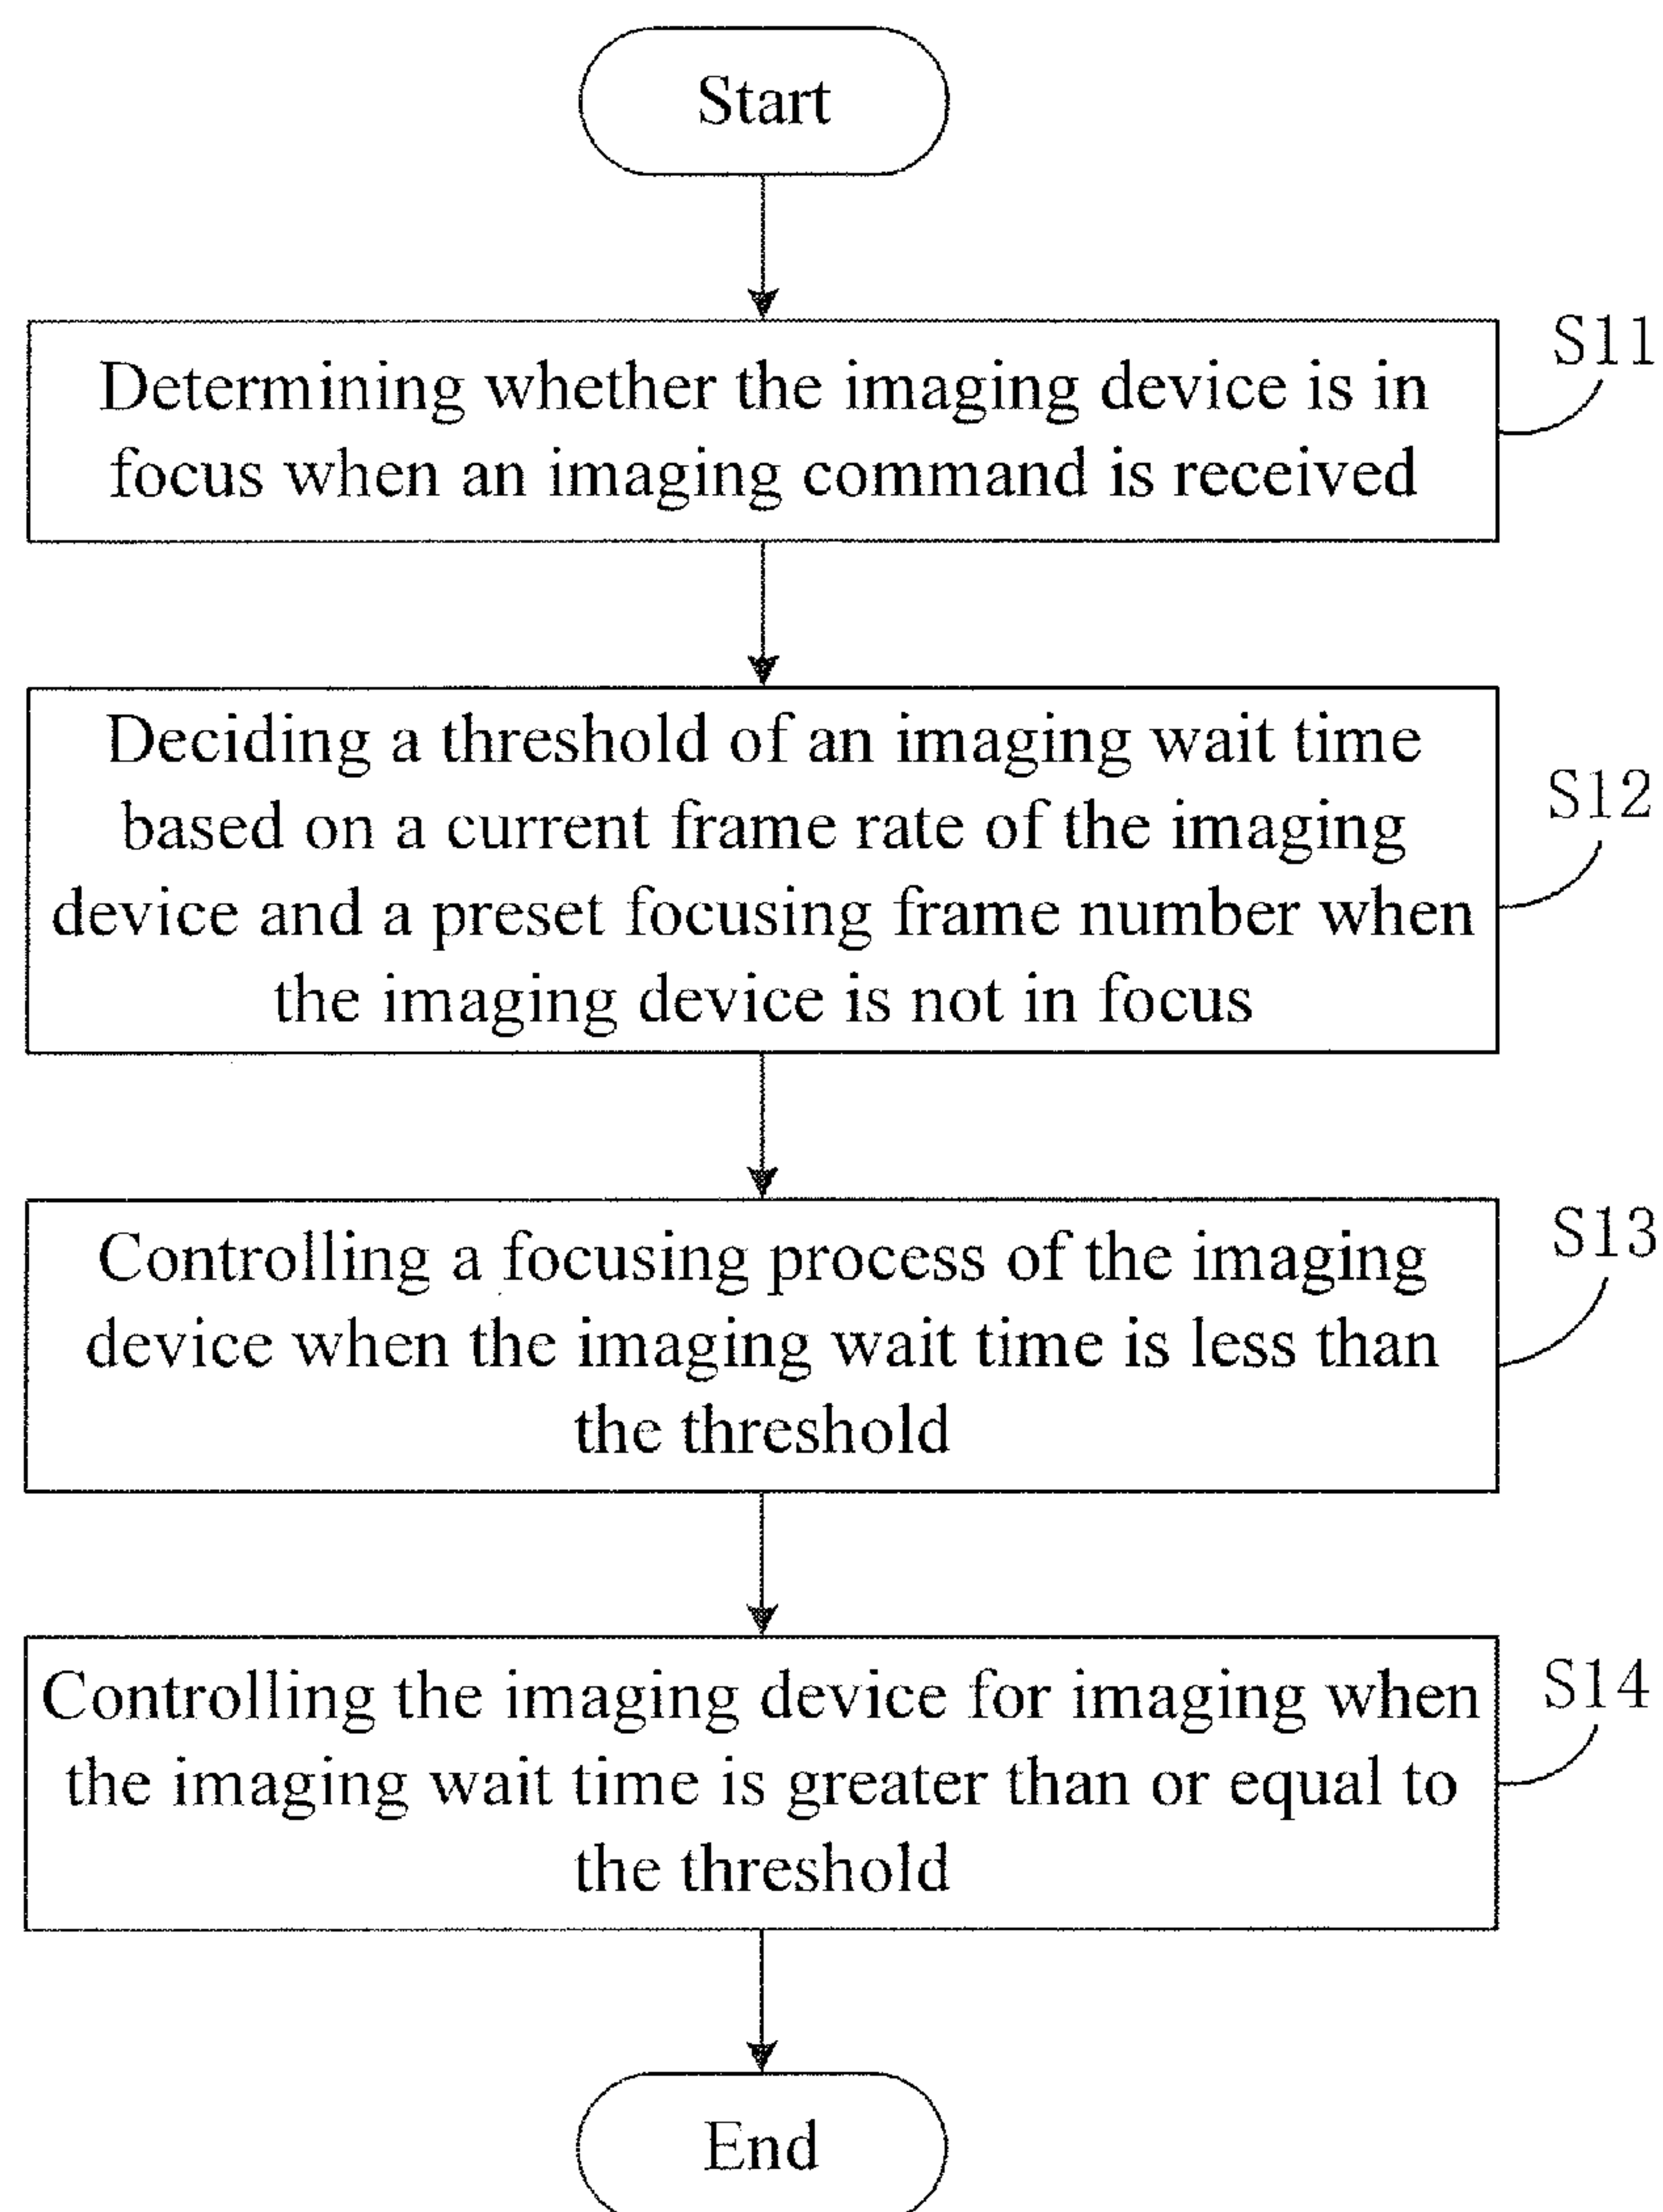 Start
S11
Determining whether the imaging device is in
focus when an imaging command is received
S12
Deciding a threshold of an imaging wait time
based on a current frame rate of the imaging
device and a preset focusing frame number when
the imaging device is not in focus
S13
Controlling a focusing process of the imaging
device when the imaging wait time is less than
the threshold
S14
Controlling the imaging device for imaging when
the imaging wait time is greater than or equal to
the threshold
End